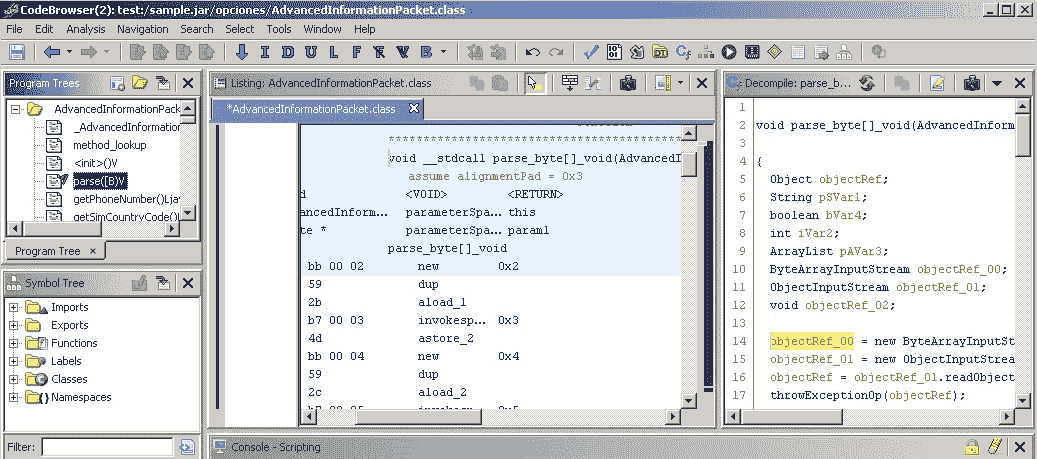 CodeBrowser(2): test:/sample.jar/opciones/AdvancedInformationPacket.class
File Edit Analysis Navigation Search Select Tools Window Help
I D U L F V B
Program Trees
AdvancedInformationPack
_AdvancedInformation
method_lookup
<init>()V
parse([B)V
getPhoneNumber()Ljav
getSimCountryCode()L
Program Tree ×
Symbol Tree
Imports
Exports
Functions
Labels
Classes
Namespaces
Filter:
Listing: AdvancedInformationPacket.class
*AdvancedInformationPacket.class
void __stdcall parse_byte[]_void(AdvancedI
assume alignmentPad = 0x3
d <VOID> <RETURN>
ancedInform... parameterSpa... this
te * parameterSpa... param1
parse_byte[]_void
bb 00 02 new 0x2
59 dup
2b aload_1
b7 00 03 invokesp... 0x3
4d astore_2
bb 00 04 new 0x4
59 dup
2c aload_2
b7 00 05 invokesp... 0x5
Decompile: parse_b...
1
2 void parse_byte[]_void(AdvancedInform
3
4 {
5 Object objectRef;
6 String pSVar1;
7 boolean bVar4;
8 int iVar2;
9 ArrayList pAVar3;
10 ByteArrayInputStream objectRef_00;
11 ObjectInputStream objectRef_01;
12 void objectRef_02;
13
14 objectRef_00 = new ByteArrayInputSt
15 objectRef_01 = new ObjectInputStrea
16 objectRef = objectRef_01.readObject
17 throwExceptionOp(objectRef);
Console - Scripting